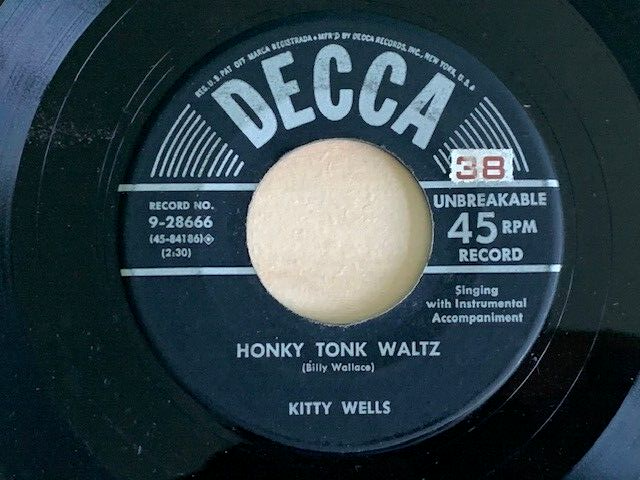 REG. U.S. PAT. OFF. MARCA REGISTRADA • MF'D BY DECCA RECORDS, INC., NEW YORK, U.S.A.
DECCA
38
RECORD NO.
9-28666
(45-84186)
(2:30)
UNBREAKABLE
45 RPM
RECORD
Singing
with Instrumental
Accompaniment
HONKY TONK WALTZ
(Billy Wallace)
KITTY WELLS